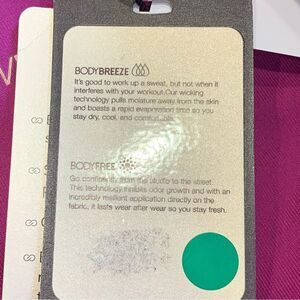 BODYBREEZE
It's good to work up a sweat, but not when it
interferes with your workout.Our wicking
technology pulls moisture away from the skin
and boasts a rapid evaporation time so you
stay dry, cool, and comfortable.
BODYFREE
Go confidently from the studio to the street.
This technology inhibits odor growth and with an
incredibly resilient application directly on the
fabric, it lasts wear after wear so you stay fresh.